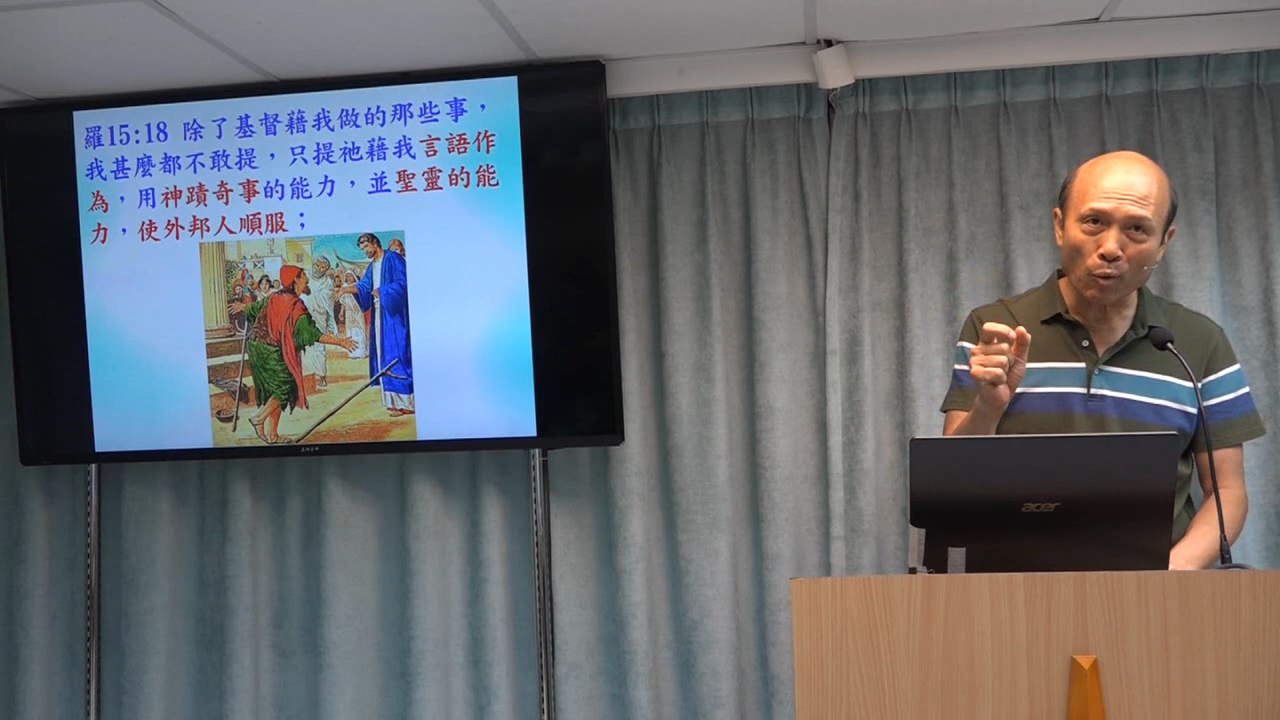 羅15:18 除了基督藉我做的那些事，
我甚麼都不敢提，只提祂藉我言語作
為，用神蹟奇事的能力，並聖靈的能
力，使外邦人順服；
acer